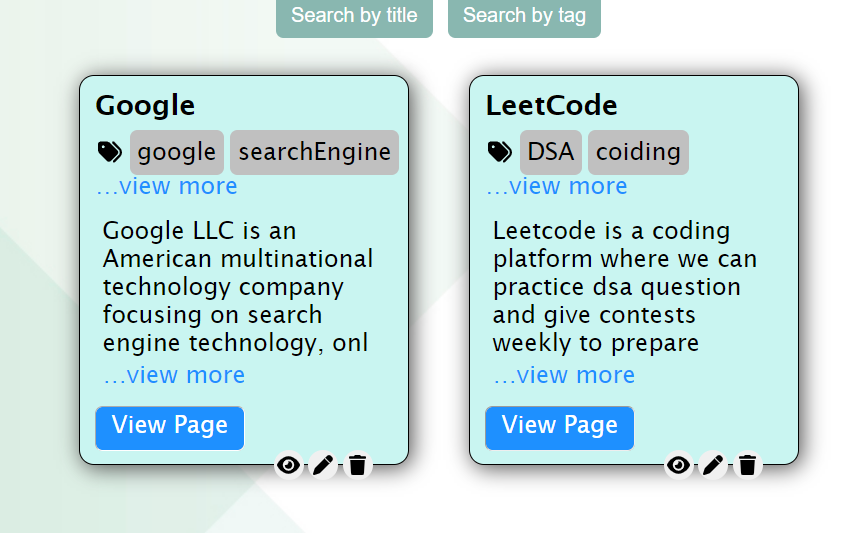 Search by title
Search by tag
Google
google
searchEngine
...view more
Google LLC is an
American multinational
technology company
focusing on search
engine technology, onl
...view more
View Page
LeetCode
DSA
coiding
...view more
Leetcode is a coding
platform where we can
practice dsa question
and give contests
weekly to prepare
...view more
View Page